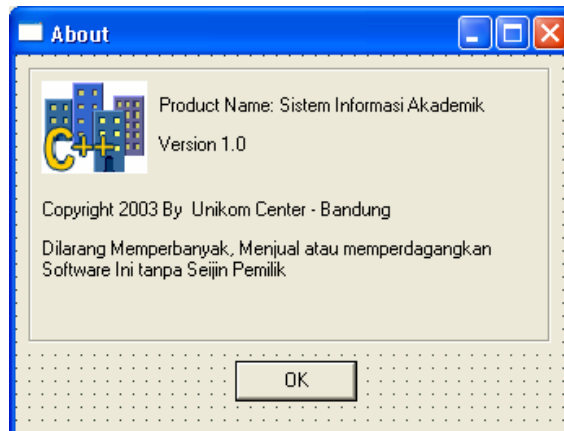 About
C++
Product Name: Sistem Informasi Akademik
Version 1.0
Copyright 2003 By Unikom Center - Bandung
Dilarang Memperbanyak, Menjual atau memperdagangkan
Software Ini tanpa Seijin Pemilik
OK